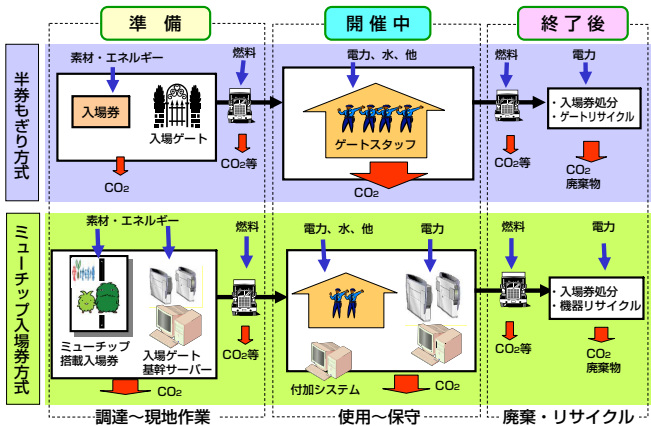 準 備
開 催 中
終 了 後
半券もぎり方式
素材・エネルギー
燃料
電力、水、他
燃料
電力
入場券
入場ゲート
ゲートスタッフ
・入場券処分
・ゲートリサイクル
CO2
CO2等
CO2
CO2等
CO2
廃棄物
ミューチップ入場券方式
素材・エネルギー
燃料
電力、水、他
電力
燃料
電力
ミューチップ
搭載入場券
入場ゲート
基幹サーバー
付加システム
・入場券処分
・機器リサイクル
CO2
CO2等
CO2
CO2等
CO2
廃棄物
調達～現地作業
使用～保守
廃棄・リサイクル